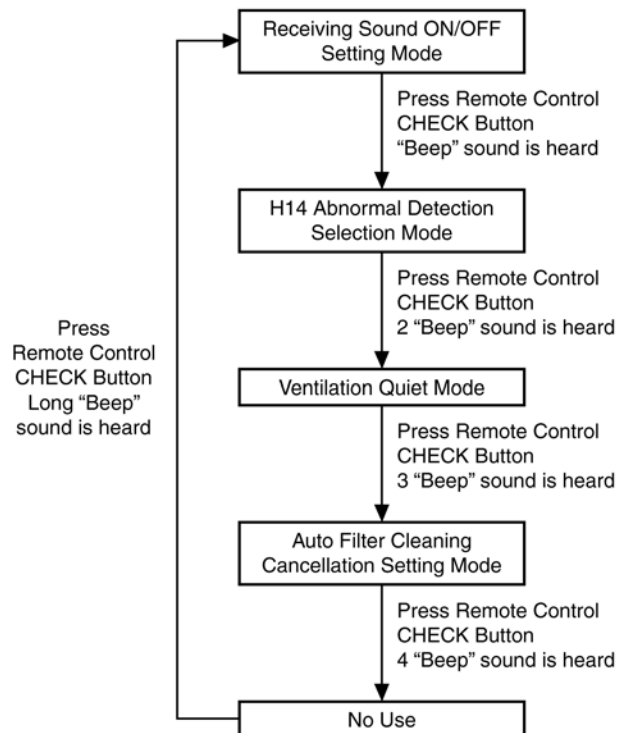 Receiving Sound ON/OFF
Setting Mode
Press Remote Control
CHECK Button
“Beep” sound is heard
H14 Abnormal Detection
Selection Mode
Press Remote Control
CHECK Button
2 “Beep” sound is heard
Press
Remote Control
CHECK Button
Long “Beep”
sound is heard
Ventilation Quiet Mode
Press Remote Control
CHECK Button
3 “Beep” sound is heard
Auto Filter Cleaning
Cancellation Setting Mode
Press Remote Control
CHECK Button
4 “Beep” sound is heard
No Use